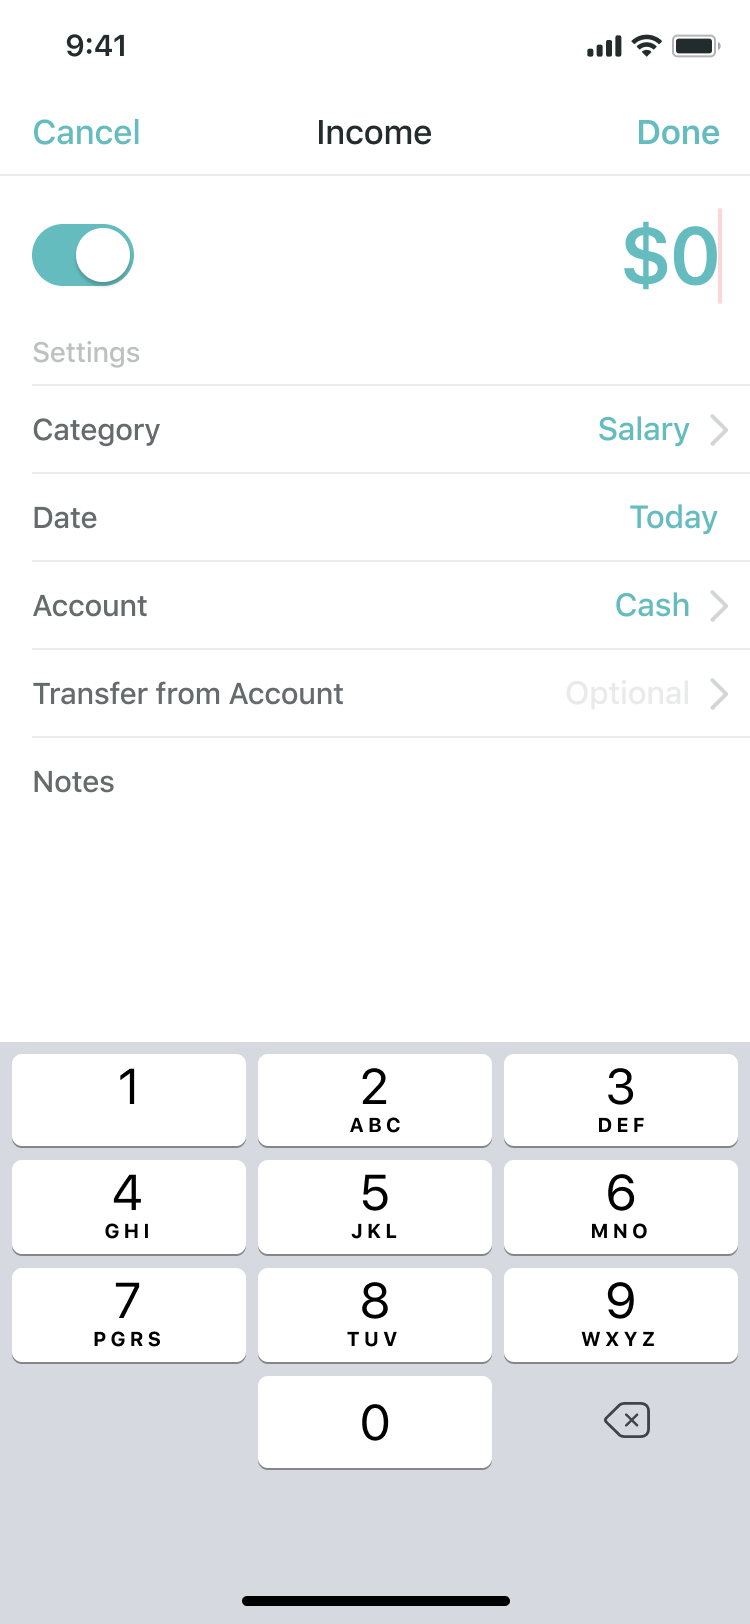 9:41
Cancel Income Done
$0
Settings
Category Salary
Date Today
Account Cash
Transfer from Account Optional
Notes
1 2 3
ABC DEF
4 5 6
GHI JKL MNO
7 8 9
PGRS TUV WXYZ
0